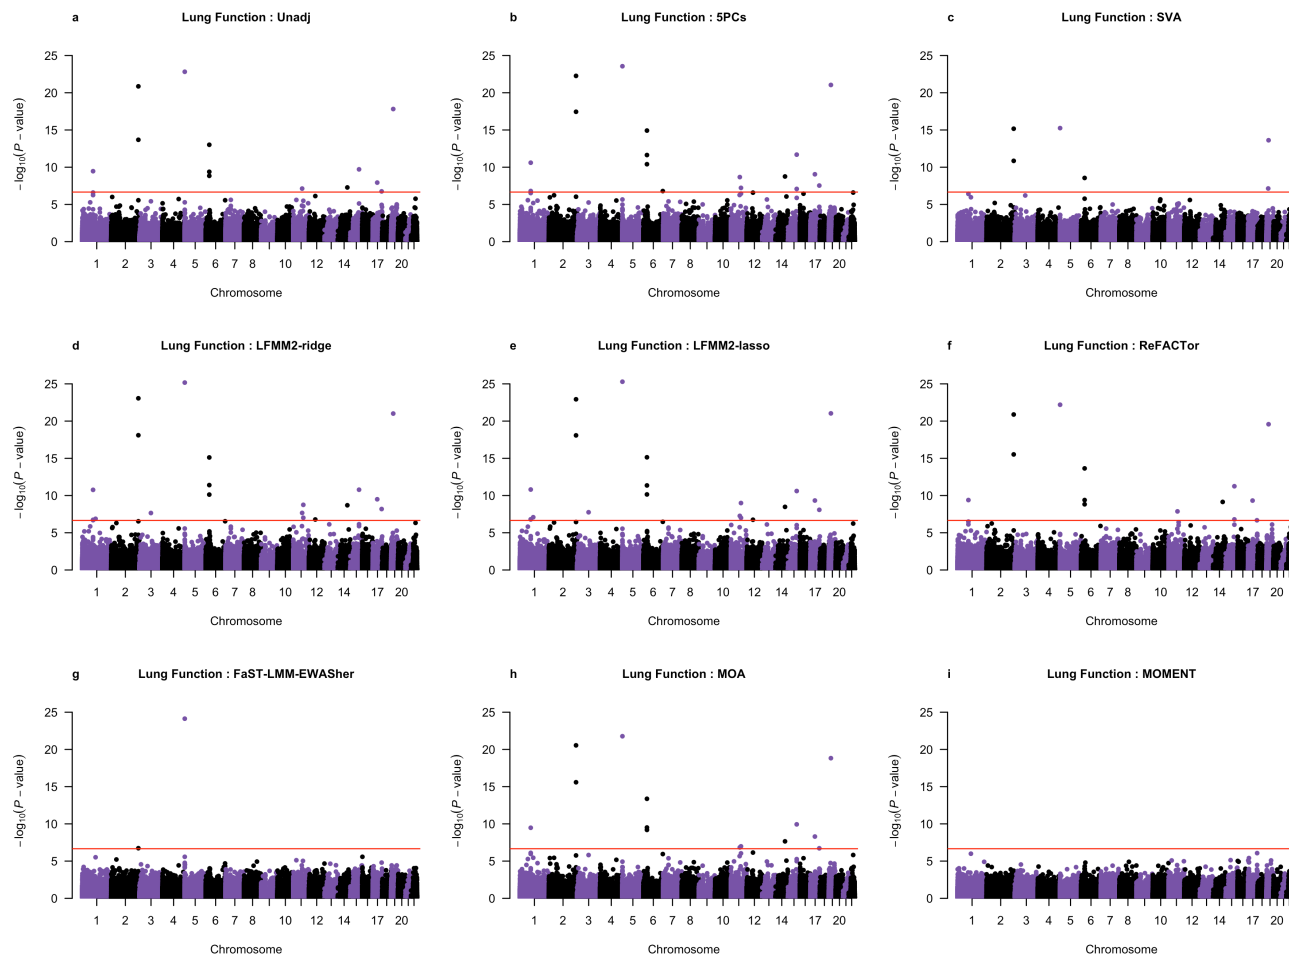 a Lung Function : Unadj
25
20
15
10
5
0
−log10(P − value)
1 2 3 4 5 6 7 8 10 12 14 17 20
Chromosome
b Lung Function : 5PCs
25
20
15
10
5
0
−log10(P − value)
1 2 3 4 5 6 7 8 10 12 14 17 20
Chromosome
c Lung Function : SVA
25
20
15
10
5
0
−log10(P − value)
1 2 3 4 5 6 7 8 10 12 14 17 20
Chromosome
d Lung Function : LFMM2-ridge
25
20
15
10
5
0
−log10(P − value)
1 2 3 4 5 6 7 8 10 12 14 17 20
Chromosome
e Lung Function : LFMM2-lasso
25
20
15
10
5
0
−log10(P − value)
1 2 3 4 5 6 7 8 10 12 14 17 20
Chromosome
f Lung Function : ReFACTor
25
20
15
10
5
0
−log10(P − value)
1 2 3 4 5 6 7 8 10 12 14 17 20
Chromosome
g Lung Function : FaST-LMM-EWASher
25
20
15
10
5
0
−log10(P − value)
1 2 3 4 5 6 7 8 10 12 14 17 20
Chromosome
h Lung Function : MOA
25
20
15
10
5
0
−log10(P − value)
1 2 3 4 5 6 7 8 10 12 14 17 20
Chromosome
i Lung Function : MOMENT
25
20
15
10
5
0
−log10(P − value)
1 2 3 4 5 6 7 8 10 12 14 17 20
Chromosome